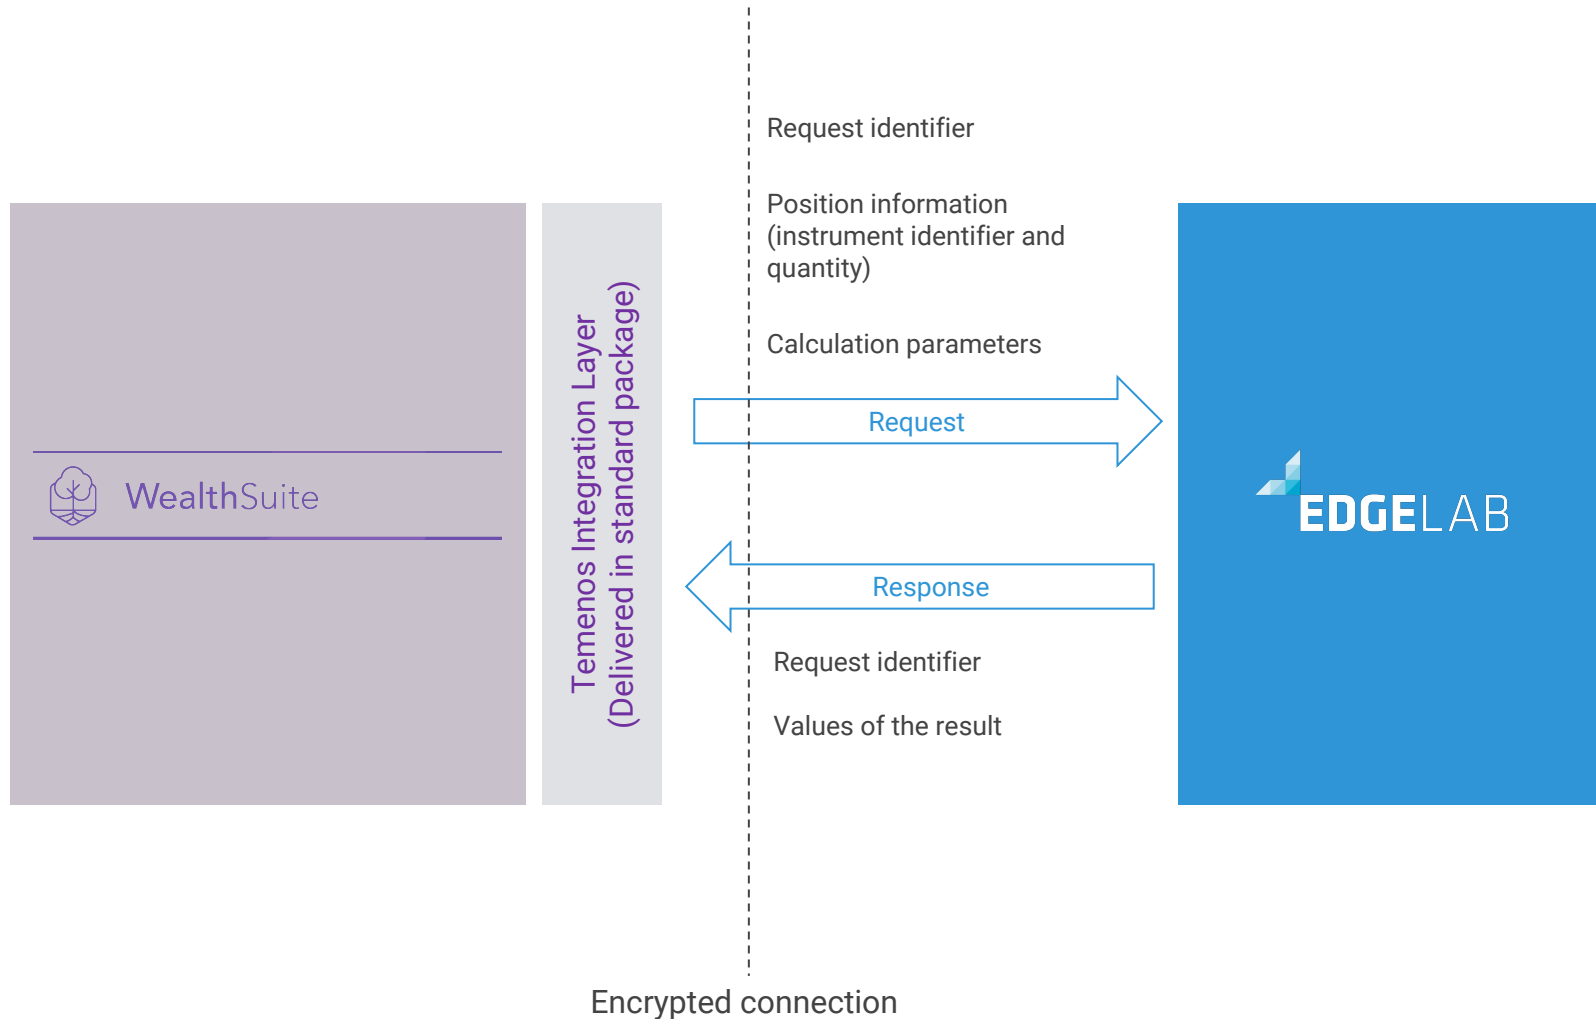 Request identifier
Position information
(instrument identifier and
quantity)
Calculation parameters
Request
WealthSuite
Temenos Integration Layer
(Delivered in standard package)
EDGELAB
Response
Request identifier
Values of the result
Encrypted connection